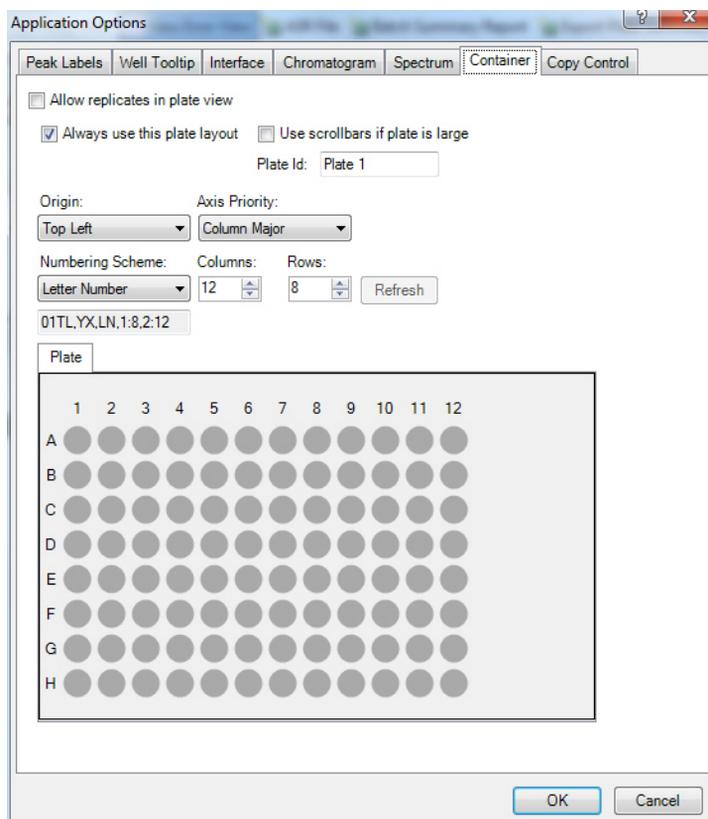 Application Options
Peak Labels Well Tooltip Interface Chromatogram Spectrum Container Copy Control
Allow replicates in plate view
Always use this plate layout Use scrollbars if plate is large
Plate Id: Plate 1
Origin: Axis Priority:
Top Left Column Major
Numbering Scheme: Columns: Rows:
Letter Number 12 8 Refresh
01TL,YX,LN,1:8,2:12
Plate
1 2 3 4 5 6 7 8 9 10 11 12
A
B
C
D
E
F
G
H
OK Cancel